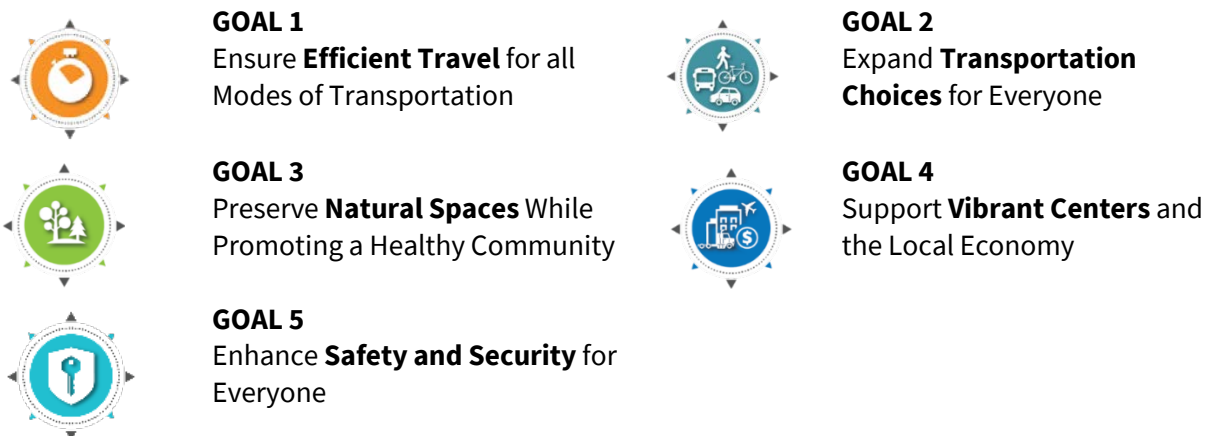 GOAL 1
Ensure Efficient Travel for all
Modes of Transportation
GOAL 2
Expand Transportation
Choices for Everyone
GOAL 3
Preserve Natural Spaces While
Promoting a Healthy Community
GOAL 4
Support Vibrant Centers and
the Local Economy
GOAL 5
Enhance Safety and Security for
Everyone